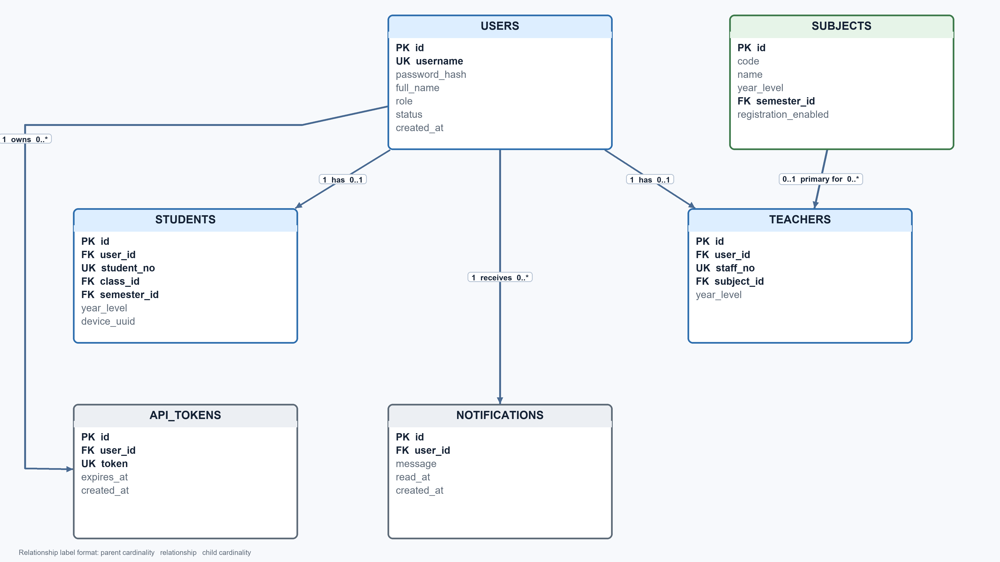 USERS
PK id
UK username
password_hash
full_name
role
status
created_at
SUBJECTS
PK id
code
name
year_level
FK semester_id
registration_enabled
1 owns 0..*
1 has 0..1
1 has 0..1
0..1 primary for 0..*
STUDENTS
PK id
FK user_id
UK student_no
FK class_id
FK semester_id
year_level
device_uuid
1 receives 0..*
TEACHERS
PK id
FK user_id
UK staff_no
FK subject_id
year_level
API_TOKENS
PK id
FK user_id
UK token
expires_at
created_at
NOTIFICATIONS
PK id
FK user_id
message
read_at
created_at
Relationship label format: parent cardinality relationship child cardinality